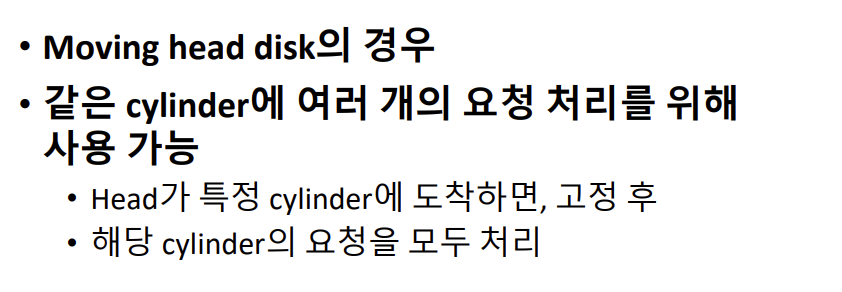 • Moving head disk의 경우
• 같은 cylinder에 여러 개의 요청 처리를 위해
사용 가능
• Head가 특정 cylinder에 도착하면, 고정 후
• 해당 cylinder의 요청을 모두 처리